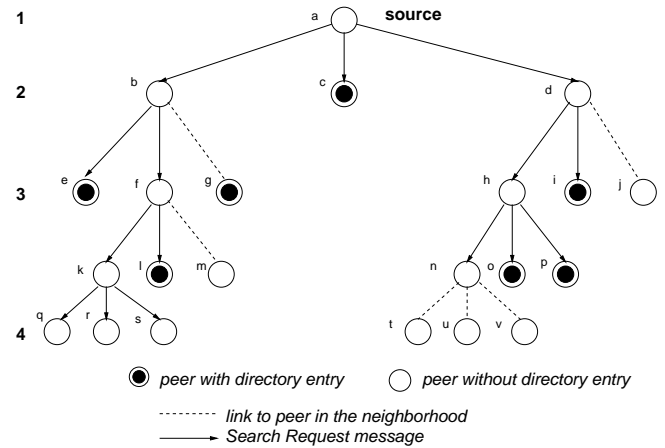 1 a source
2 b c d
3 e f g h i j
k l m n o p
4 q r s t u v
peer with directory entry peer without directory entry
link to peer in the neighborhood
Search Request message